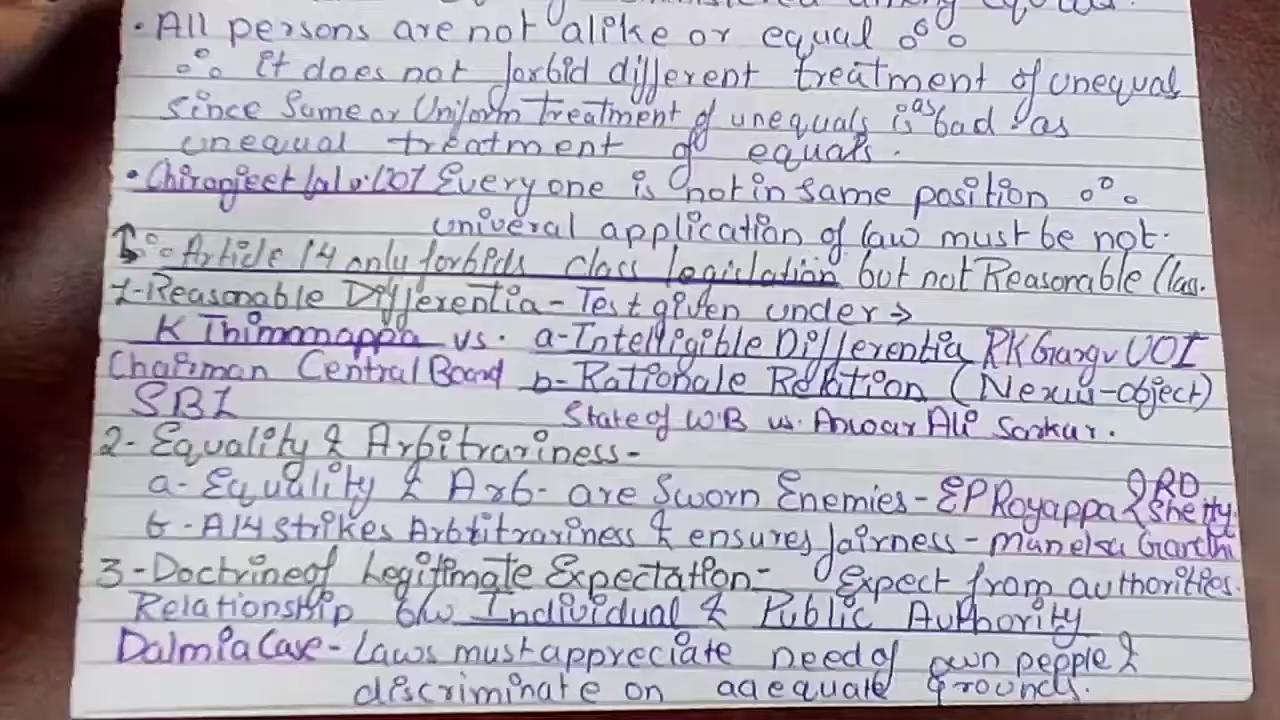 among equals.
• All persons are not alike or equal ∴
∴ it does not forbid different treatment of unequal
since Same or Uniform treatment of unequals is as bad as
unequal treatment of equals.
• Chiranjeet lal v. UOI Every one is not in same position ∴
univeral application of law must be not.
∴ Article 14 only forbids class legislation but not Reasonable Class.
1- Reasonable Differentia - Test given under →
K Thimmappa vs. a- Intelligible Differentia RK Garg v UOI
Chairman Central Board b- Rationale Relation (Nexus-object)
SBI State of W.B vs. Anwar Ali Sarkar.
2- Equality & Arbitrariness-
a- Equality & Arb- are Sworn Enemies - EP Royappa & RD Shetty
b- A14 strikes Arbtitrariness & ensures fairness - Maneka Gandhi
3- Doctrine of Legitimate Expectation- Expect from authorities.
Relationship b/w Individual & Public Authority
Dalmia Case - Laws must appreciate need of own people &
discriminate on adequate grounds.